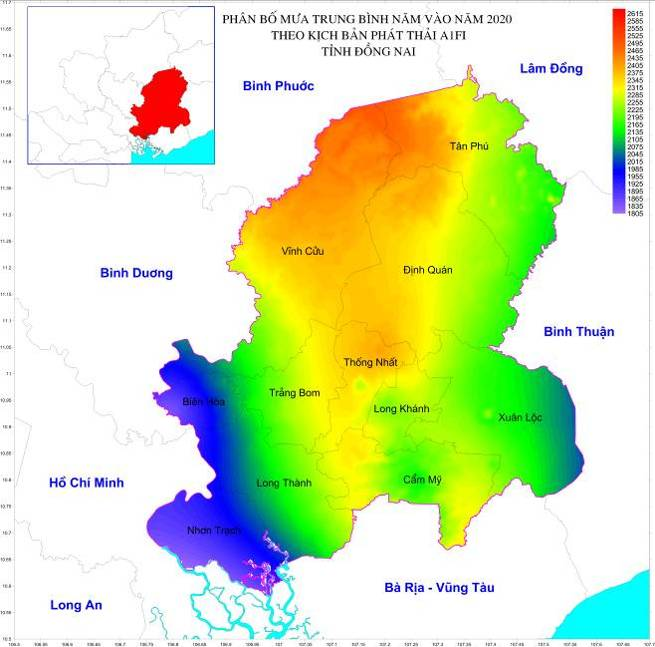 PHÂN BỐ MƯA TRUNG BÌNH NĂM VÀO NĂM 2020
THEO KỊCH BẢN PHÁT THẢI A1FI
TỈNH ĐỒNG NAI
Lâm Đồng
Bình Phước
Tân Phú
Vĩnh Cửu
Định Quán
Bình Dương
Bình Thuận
Thống Nhất
Trảng Bom
Biên Hòa
Long Khánh
Xuân Lộc
Hồ Chí Minh
Long Thành
Cẩm Mỹ
Nhơn Trạch
Bà Rịa - Vũng Tàu
Long An
2615
2585
2555
2525
2495
2465
2435
2405
2375
2345
2315
2285
2255
2225
2195
2165
2135
2105
2075
2045
2015
1985
1955
1925
1895
1865
1835
1805